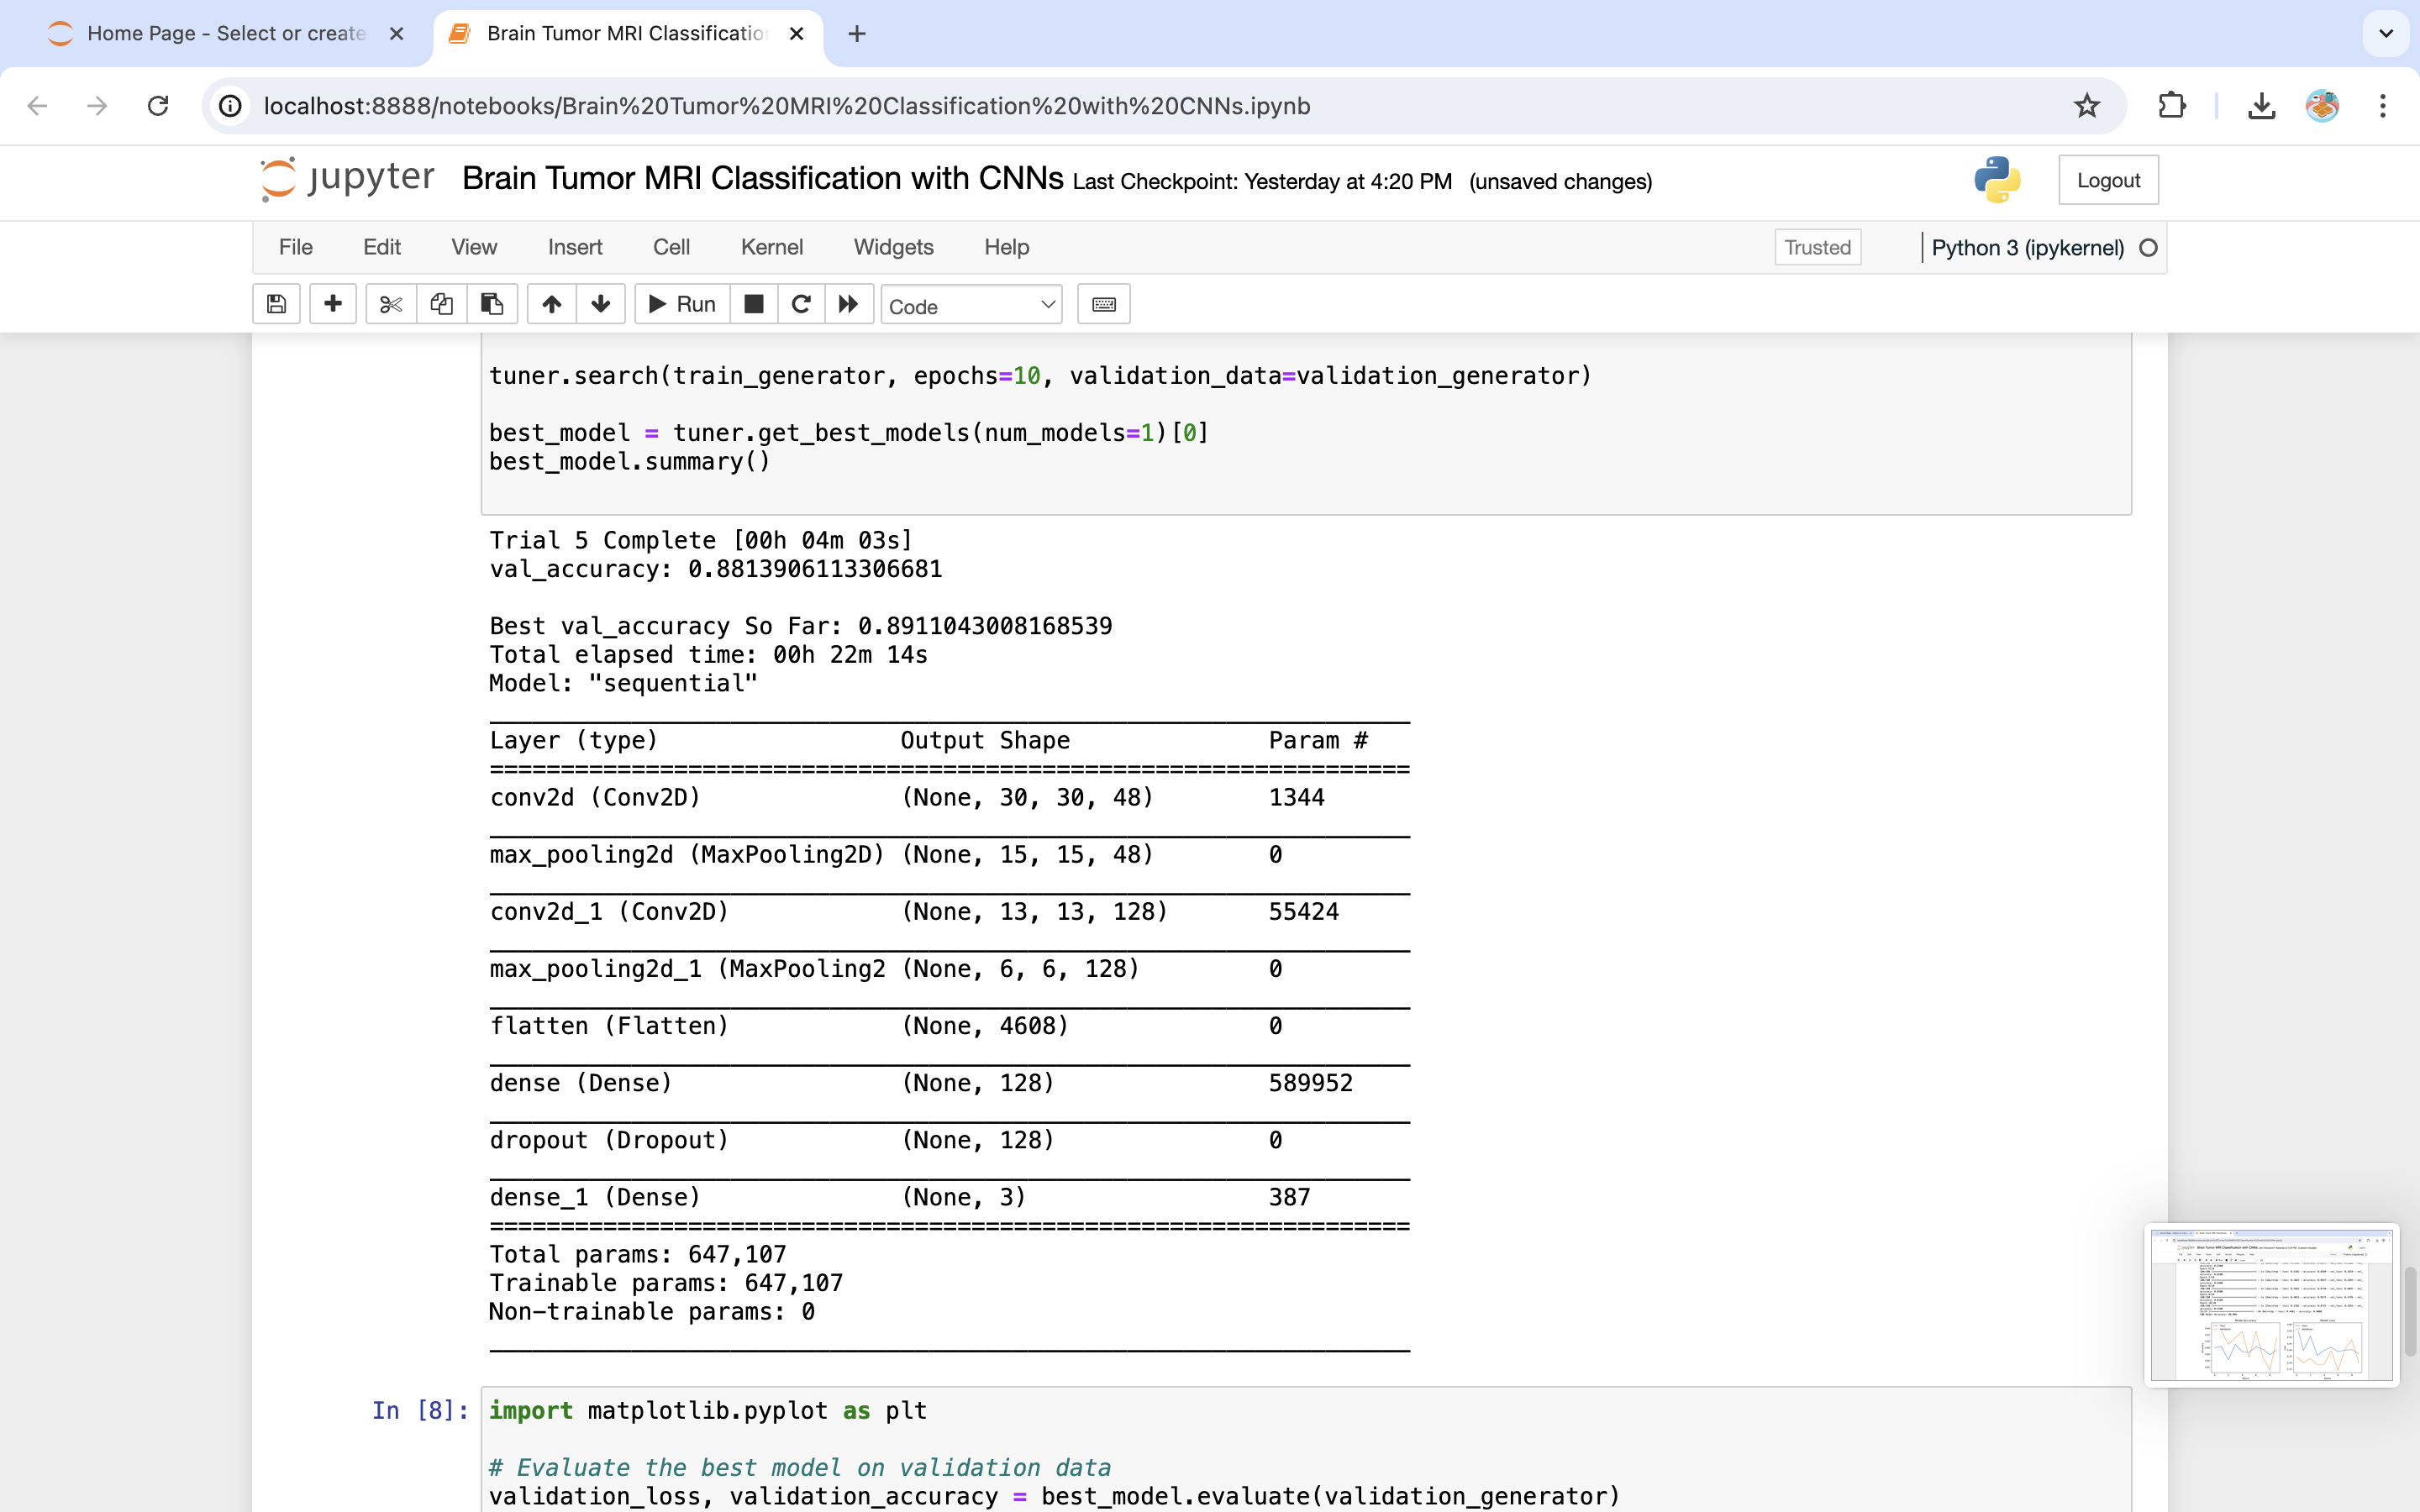 Home Page - Select or create
Brain Tumor MRI Classificatio
localhost:8888/notebooks/Brain%20Tumor%20MRI%20Classification%20with%20CNNs.ipynb
jupyter Brain Tumor MRI Classification with CNNs Last Checkpoint: Yesterday at 4:20 PM (unsaved changes)
Logout
File Edit View Insert Cell Kernel Widgets Help
Trusted
Python 3 (ipykernel)
Run
Code
tuner.search(train_generator, epochs=10, validation_data=validation_generator)
best_model = tuner.get_best_models(num_models=1)[0]
best_model.summary()
Trial 5 Complete [00h 04m 03s]
val_accuracy: 0.8813906113306681
Best val_accuracy So Far: 0.8911043008168539
Total elapsed time: 00h 22m 14s
Model: "sequential"
_________________________________________________________________
Layer (type) Output Shape Param #
=================================================================
conv2d (Conv2D) (None, 30, 30, 48) 1344
_________________________________________________________________
max_pooling2d (MaxPooling2D) (None, 15, 15, 48) 0
_________________________________________________________________
conv2d_1 (Conv2D) (None, 13, 13, 128) 55424
_________________________________________________________________
max_pooling2d_1 (MaxPooling2 (None, 6, 6, 128) 0
_________________________________________________________________
flatten (Flatten) (None, 4608) 0
_________________________________________________________________
dense (Dense) (None, 128) 589952
_________________________________________________________________
dropout (Dropout) (None, 128) 0
_________________________________________________________________
dense_1 (Dense) (None, 3) 387
=================================================================
Total params: 647,107
Trainable params: 647,107
Non-trainable params: 0
_________________________________________________________________
In [8]: import matplotlib.pyplot as plt
# Evaluate the best model on validation data
validation_loss, validation_accuracy = best_model.evaluate(validation_generator)